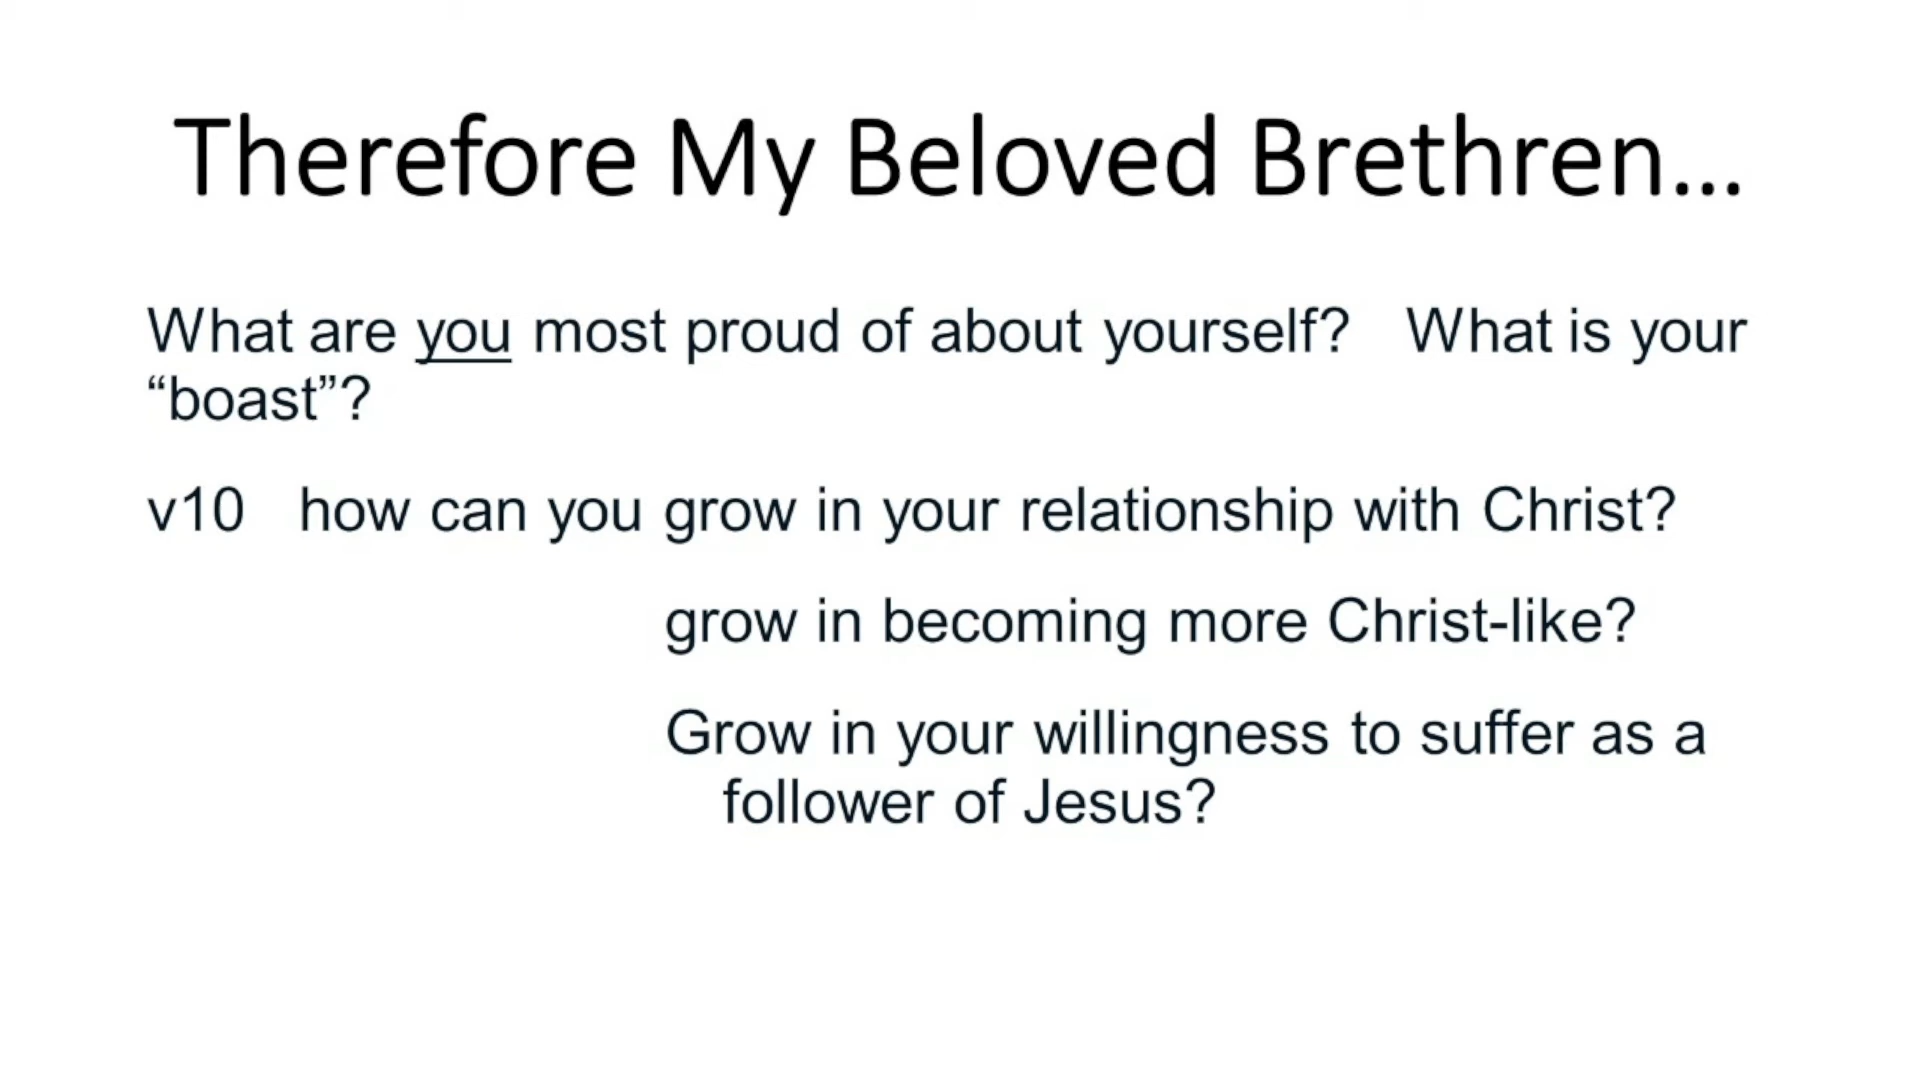 Therefore My Beloved Brethren...
What are you most proud of about yourself? What is your
“boast”?
v10 how can you grow in your relationship with Christ?
grow in becoming more Christ-like?
Grow in your willingness to suffer as a
follower of Jesus?